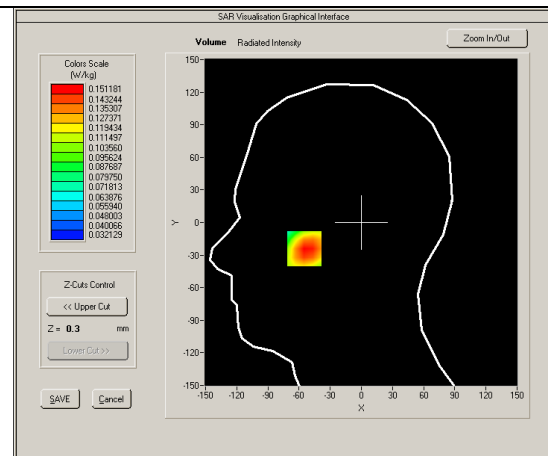 SAR Visualisation Graphical Interface
Volume Radiated Intensity
Zoom In/Out
Colors Scale
(W/kg)
0.151181
0.143244
0.135307
0.127371
0.119434
0.111497
0.103560
0.095624
0.087687
0.079750
0.071813
0.063876
0.055940
0.048003
0.040066
0.032129
Z-Cuts Control
<< Upper Cut
Z = 0.3 mm
Lower Cut >>
SAVE Cancel
150
120
90
60
30
0
-30
-60
-90
-120
-150
Y
-150 -120 -90 -60 -30 0 30 60 90 120 150
X